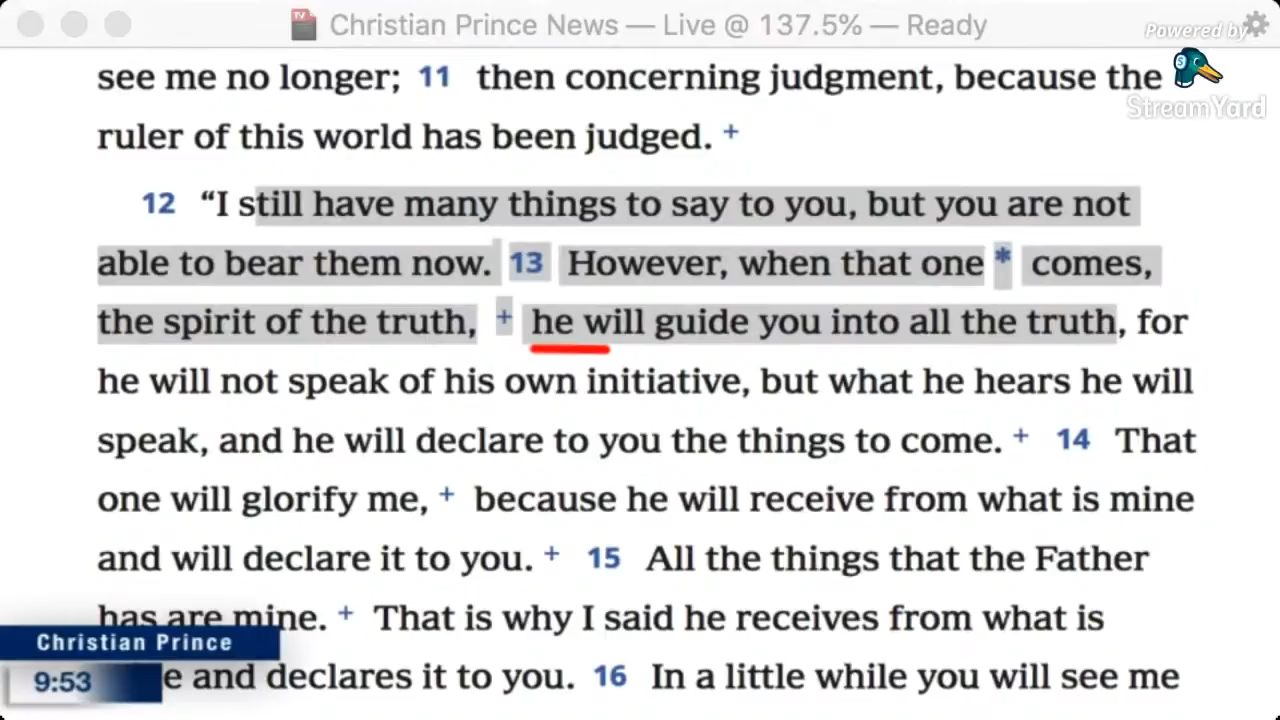 Christian Prince News — Live @ 137.5% — Ready
Powered by
StreamYard
see me no longer; 11 then concerning judgment, because the
ruler of this world has been judged. +
12 “I still have many things to say to you, but you are not
able to bear them now. 13 However, when that one * comes,
the spirit of the truth, + he will guide you into all the truth, for
he will not speak of his own initiative, but what he hears he will
speak, and he will declare to you the things to come. + 14 That
one will glorify me, + because he will receive from what is mine
and will declare it to you. + 15 All the things that the Father
has are mine. + That is why I said he receives from what is
e and declares it to you. 16 In a little while you will see me
Christian Prince
9:53